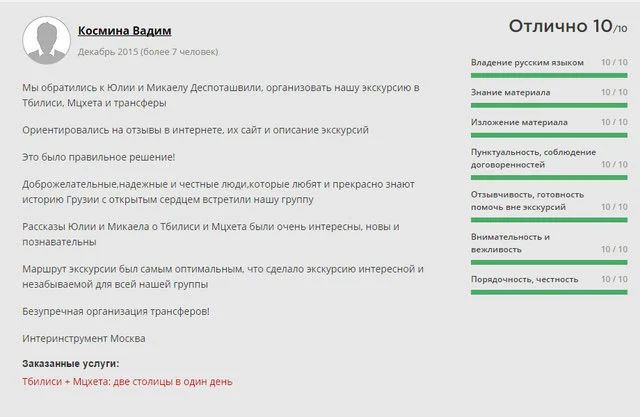 Космина Вадим
Декабрь 2015 (более 7 человек)
Мы обратились к Юлии и Микаелу Деспоташвили, организовать нашу экскурсию в
Тбилиси, Мцхета и трансферы
Ориентировались на отзывы в интернете, их сайт и описание экскурсий
Это было правильное решение!
Доброжелательные,надежные и честные люди,которые любят и прекрасно знают
историю Грузии с открытым сердцем встретили нашу группу
Рассказы Юлии и Микаела о Тбилиси и Мцхета были очень интересны, новы и
познавательны
Маршрут экскурсии был самым оптимальным, что сделало экскурсию интересной и
незабываемой для всей нашей группы
Безупречная организация трансферов!
Интеринструмент Москва
Заказанные услуги:
Тбилиси + Мцхета: две столицы в один день
Отлично 10/10
Владение русским языком 10 / 10
Знание материала 10 / 10
Изложение материала 10 / 10
Пунктуальность, соблюдение
договоренностей 10 / 10
Отзывчивость, готовность
помочь вне экскурсий 10 / 10
Внимательность и
вежливость 10 / 10
Порядочность, честность 10 / 10